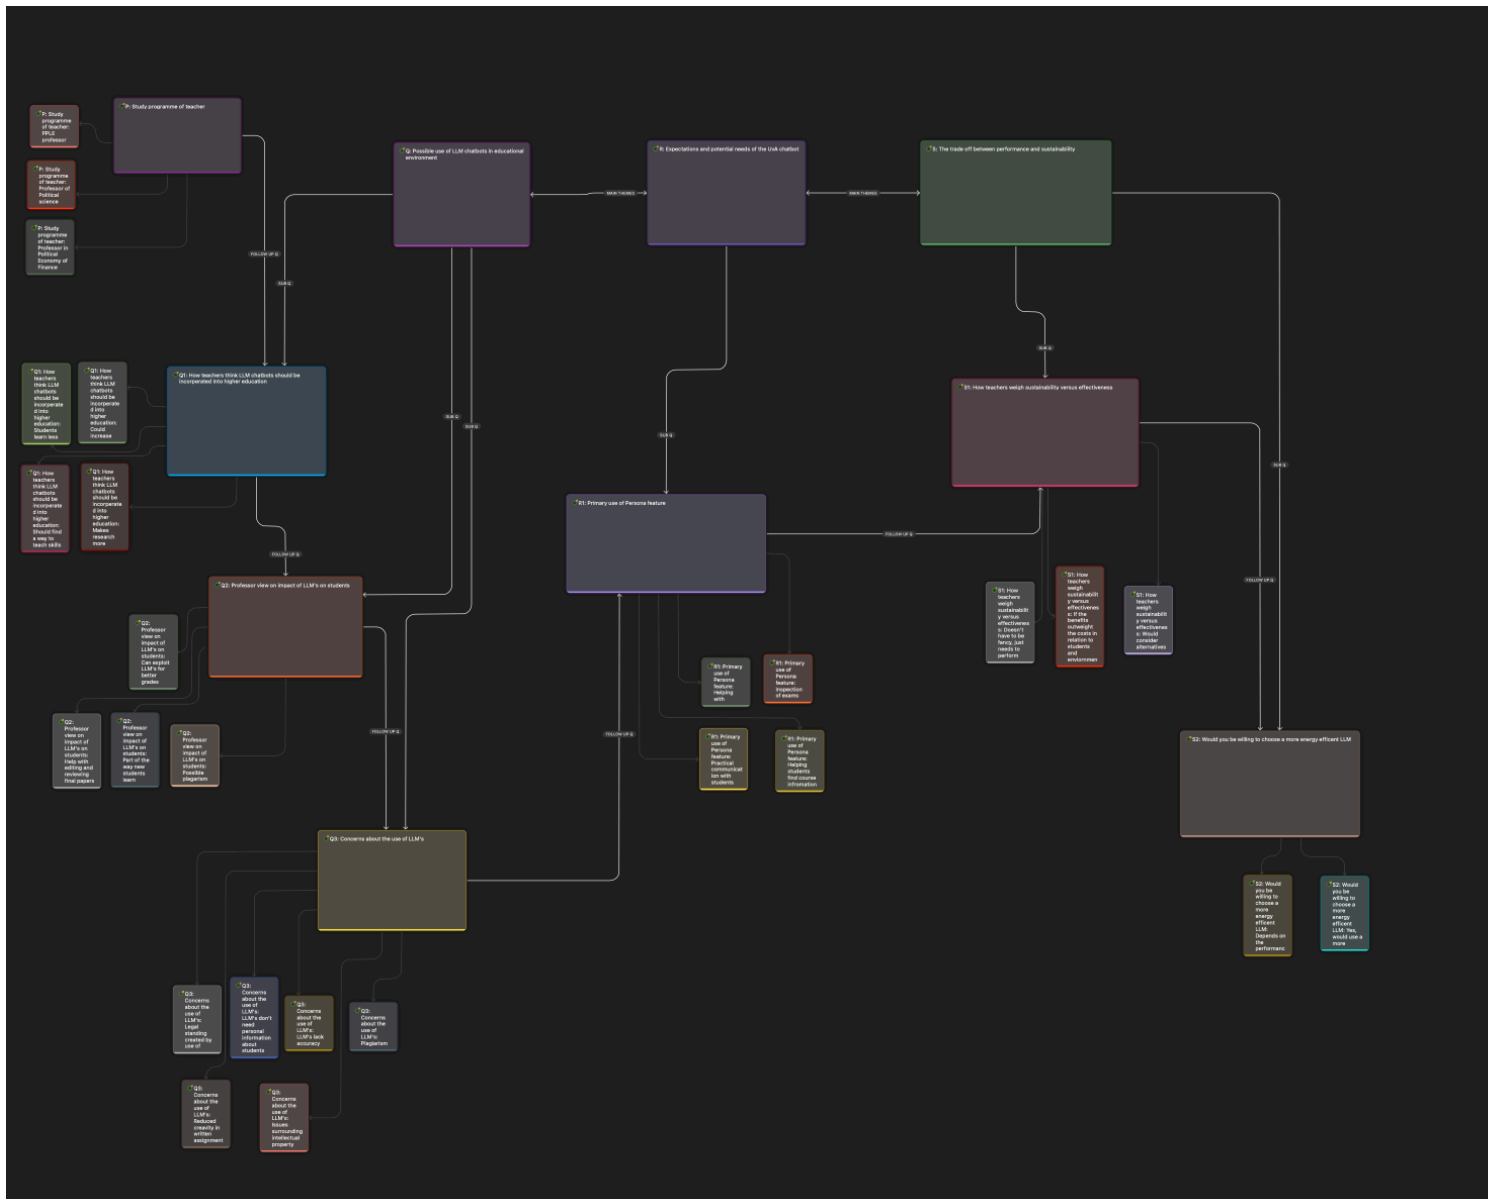 P: Study programme of teacher
P: Study
programme
of teacher:
PPLE
professor
P: Study
programme
of teacher:
Professor of
Political
science
P: Study
programme
of teacher:
Professor in
Political
Economy of
Finance
Q: Possible use of LLM chatbots in educational
environment
R: Expectations and potential needs of the UvA chatbot
S: The trade off between performance and sustainability
MAIN THEMES
MAIN THEMES
FOLLOW UP Q
SUB Q
Q1: How teachers think LLM chatbots should be
incorporated into higher education
Q1: How
teachers
think LLM
chatbots
should be
incorporate
d into
higher
education:
Students
learn less
Q1: How
teachers
think LLM
chatbots
should be
incorporate
d into
higher
education:
Could
increase
Q1: How
teachers
think LLM
chatbots
should be
incorporate
d into
higher
education:
Should find
a way to
teach skills
Q1: How
teachers
think LLM
chatbots
should be
incorporate
d into
higher
education:
Makes
research
more
SUB Q
SUB Q
SUB Q
SUB Q
SUB Q
FOLLOW UP Q
S1: How teachers weigh sustainability versus effectiveness
R1: Primary use of Persona feature
FOLLOW UP Q
FOLLOW UP Q
Q2: Professor view on impact of LLM's on students
Q2:
Professor
view on
impact of
LLM's on
students:
Can exploit
LLM's for
better
grades
Q2:
Professor
view on
impact of
LLM's on
students:
Help with
editing and
reviewing
final papers
Q2:
Professor
view on
impact of
LLM's on
students:
Part of the
way new
students
learn
Q2:
Professor
view on
impact of
LLM's on
students:
Possible
plagiarism
FOLLOW UP Q
FOLLOW UP Q
S1: How
teachers
weigh
sustainabilit
y versus
effectivenes
s: Doesn't
have to be
fancy, just
needs to
perform
S1: How
teachers
weigh
sustainabilit
y versus
effectivenes
s: If the
benefits
outweight
the costs in
relation to
students
and
enviornmen
S1: How
teachers
weigh
sustainabilit
y versus
effectivenes
s: Would
consider
alternatives
R1: Primary
use of
Persona
feature:
Helping
with
R1: Primary
use of
Persona
feature:
Inspection
of exams
R1: Primary
use of
Persona
feature:
Practical
communicat
ion with
students
R1: Primary
use of
Persona
feature:
Helping
students
find course
infromation
S2: Would you be willing to choose a more energy efficent LLM
S2: Would
you be
willing to
choose a
more
energy
efficent
LLM:
Depends on
the
performanc
S2: Would
you be
willing to
choose a
more
energy
efficent
LLM: Yes,
would use a
more
Q3: Concerns about the use of LLM's
Q3:
Concerns
about the
use of
LLM's:
Legal
standing
created by
use of
Q3:
Concerns
about the
use of
LLM's:
LLM's don't
need
personal
information
about
students
Q3:
Concerns
about the
use of
LLM's:
LLM's lack
accuracy
Q3:
Concerns
about the
use of
LLM's:
Plagiarism
Q3:
Concerns
about the
use of
LLM's:
Reduced
creavity in
written
assignment
Q3:
Concerns
about the
use of
LLM's:
Issues
surrounding
intellectual
property